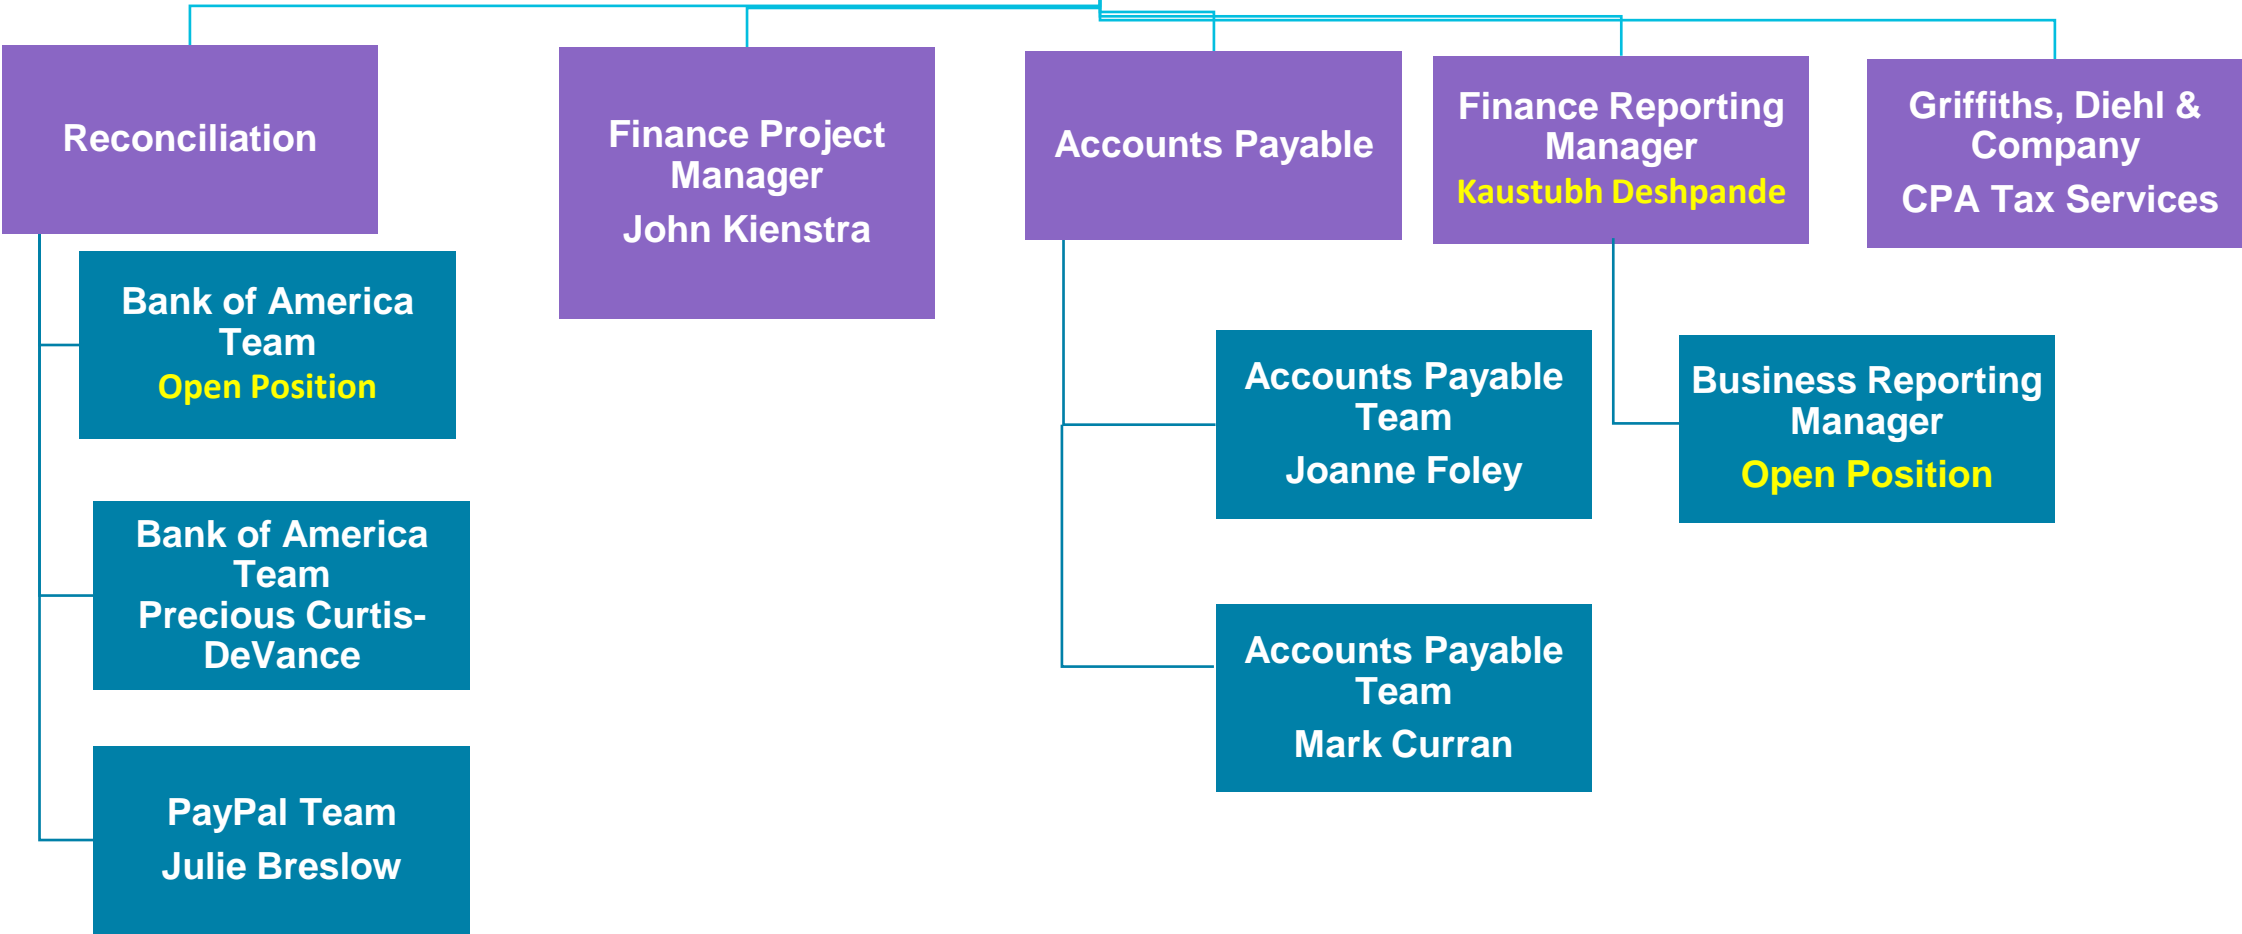 Reconciliation
Finance Project
Manager
John Kienstra
Accounts Payable
Finance Reporting
Manager
Kaustubh Deshpande
Griffiths, Diehl &
Company
CPA Tax Services
Bank of America
Team
Open Position
Bank of America
Team
Precious Curtis-
DeVance
PayPal Team
Julie Breslow
Accounts Payable
Team
Joanne Foley
Accounts Payable
Team
Mark Curran
Business Reporting
Manager
Open Position